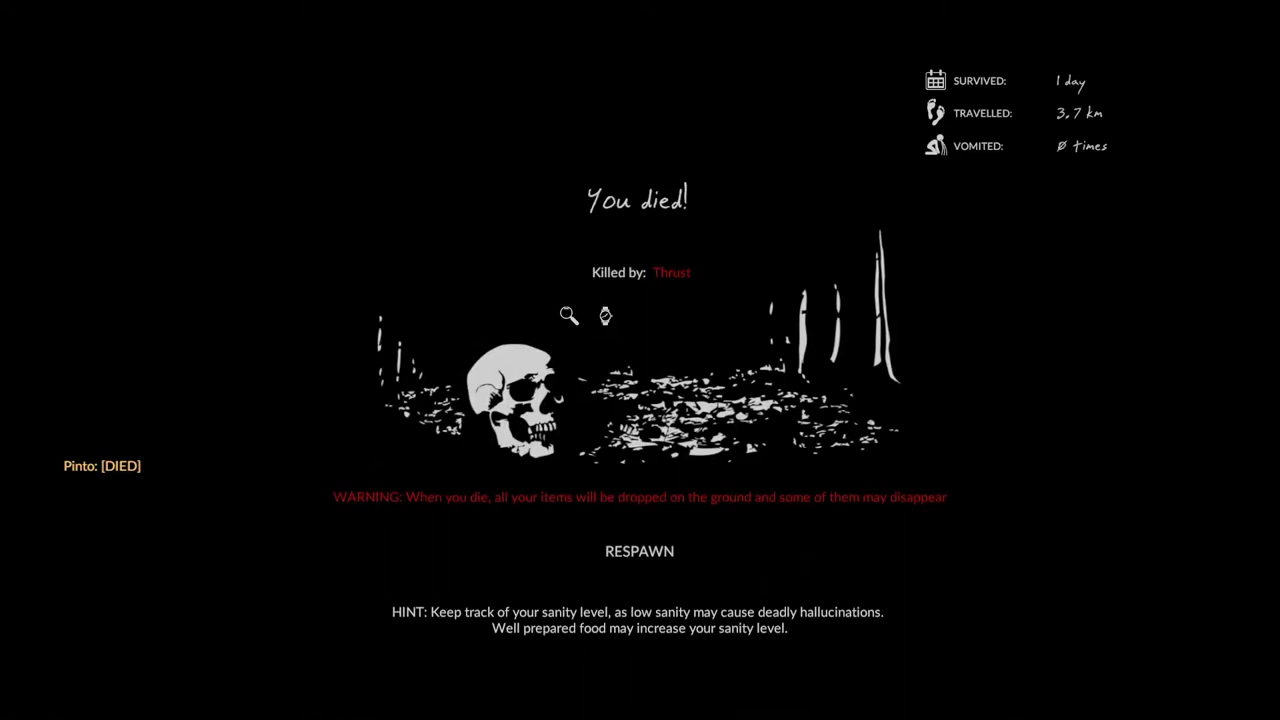 SURVIVED: 1 day
TRAVELLED: 3.7 km
VOMITED: 0 times
You died!
Killed by: Thrust
Pinto: [DIED]
WARNING: When you die, all your items will be dropped on the ground and some of them may disappear
RESPAWN
HINT: Keep track of your sanity level, as low sanity may cause deadly hallucinations.
Well prepared food may increase your sanity level.